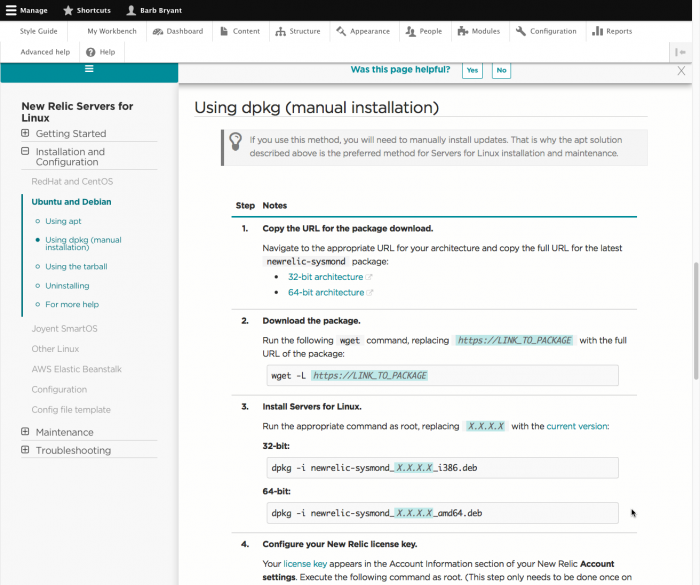 Manage Shortcuts Barb Bryant
Style Guide My Workbench Dashboard Content Structure Appearance People Modules Configuration Reports
Advanced help Help
Was this page helpful? Yes No
New Relic Servers for
Linux
Getting Started
Installation and
Configuration
RedHat and CentOS
Ubuntu and Debian
Using apt
Using dpkg (manual
installation)
Using the tarball
Uninstalling
For more help
Joyent SmartOS
Other Linux
AWS Elastic Beanstalk
Configuration
Config file template
Maintenance
Troubleshooting
Using dpkg (manual installation)
If you use this method, you will need to manually install updates. That is why the apt solution
described above is the preferred method for Servers for Linux installation and maintenance.
Step Notes
1. Copy the URL for the package download.
Navigate to the appropriate URL for your architecture and copy the full URL for the latest
newrelic-sysmond package:
• 32-bit architecture
• 64-bit architecture
2. Download the package.
Run the following wget command, replacing https://LINK_TO_PACKAGE with the full
URL of the package:
wget -L https://LINK_TO_PACKAGE
3. Install Servers for Linux.
Run the appropriate command as root, replacing X.X.X.X with the current version:
32-bit:
dpkg -i newrelic-sysmond_X.X.X.X_i386.deb
64-bit:
dpkg -i newrelic-sysmond_X.X.X.X_amd64.deb
4. Configure your New Relic license key.
Your license key appears in the Account Information section of your New Relic Account
settings. Execute the following command as root. (This step only needs to be done once on